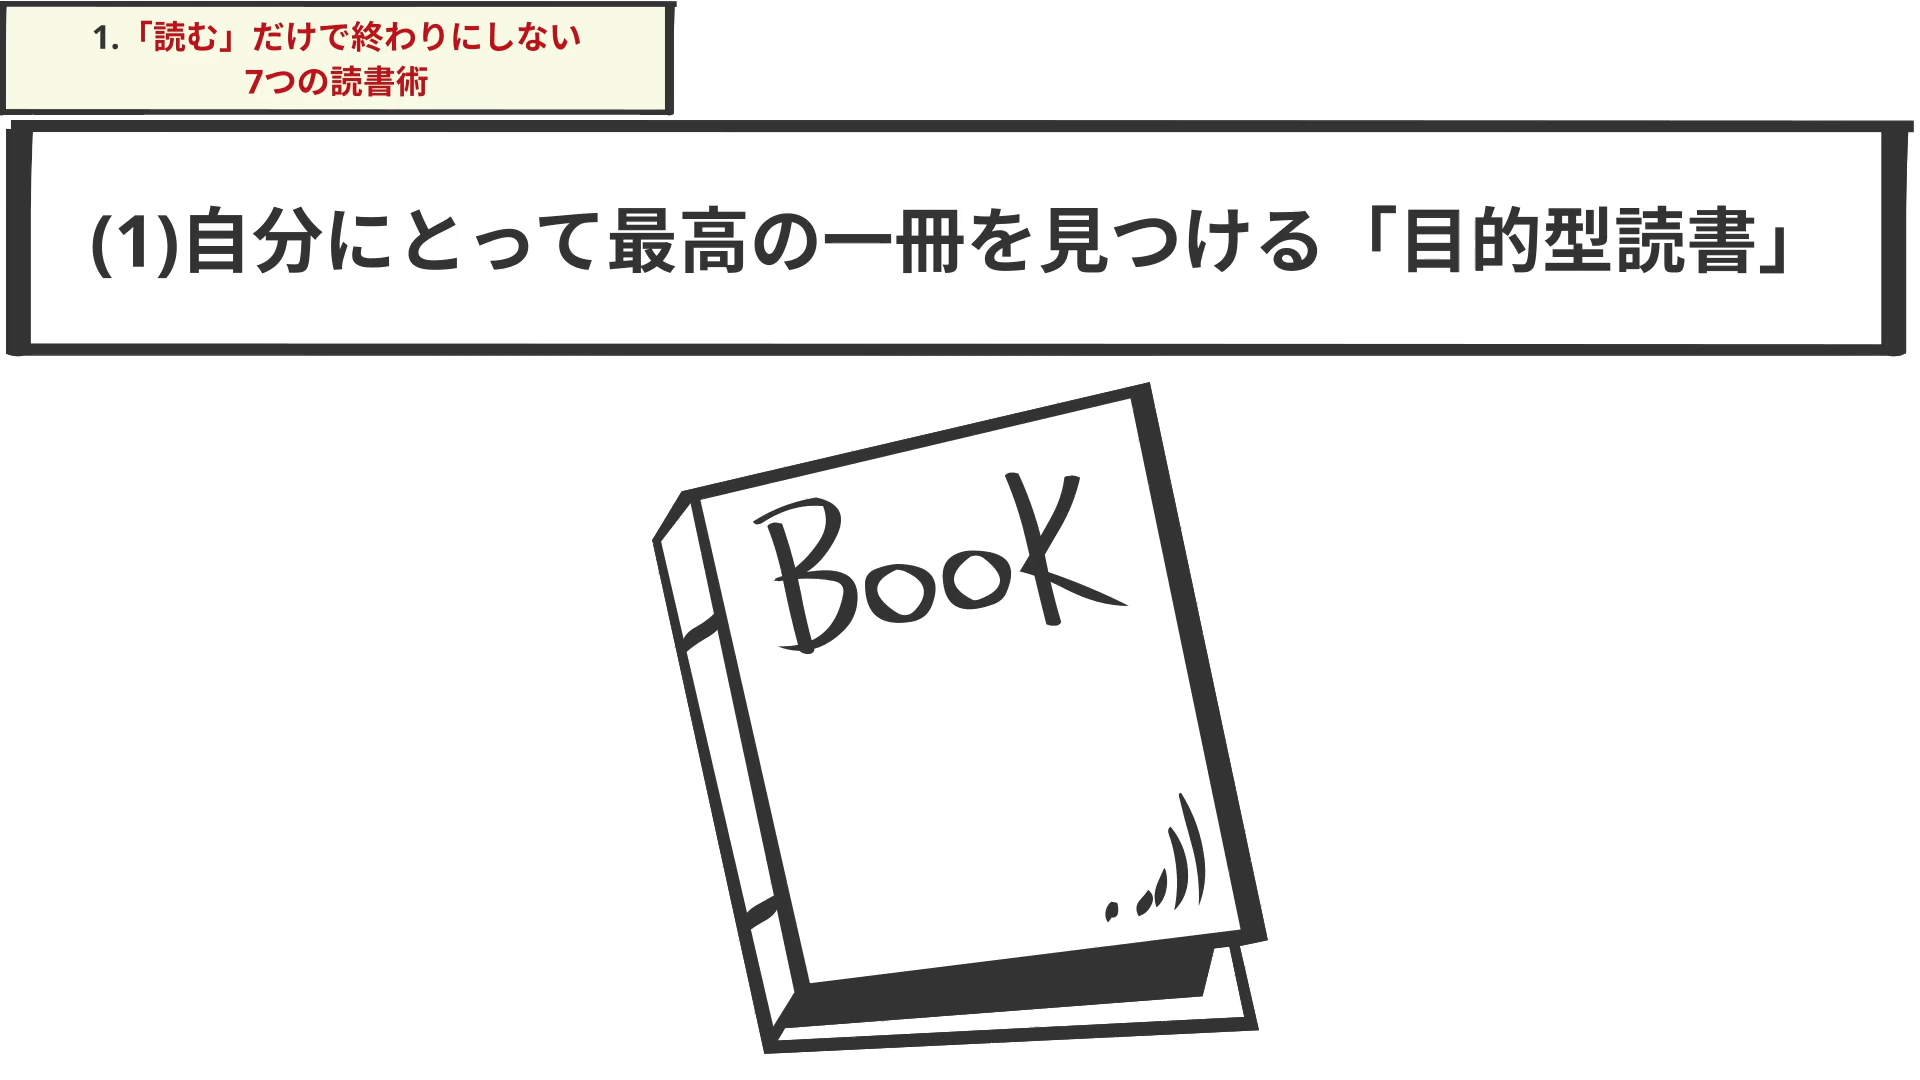 1.「読む」だけで終わりにしない
7つの読書術
(1)自分にとって最高の一冊を見つける「目的型読書」
Book